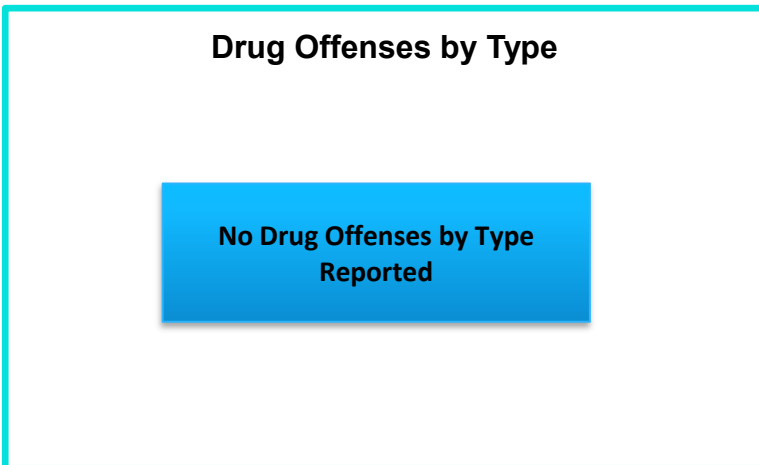 Drug Offenses by Type
No Drug Offenses by Type
Reported